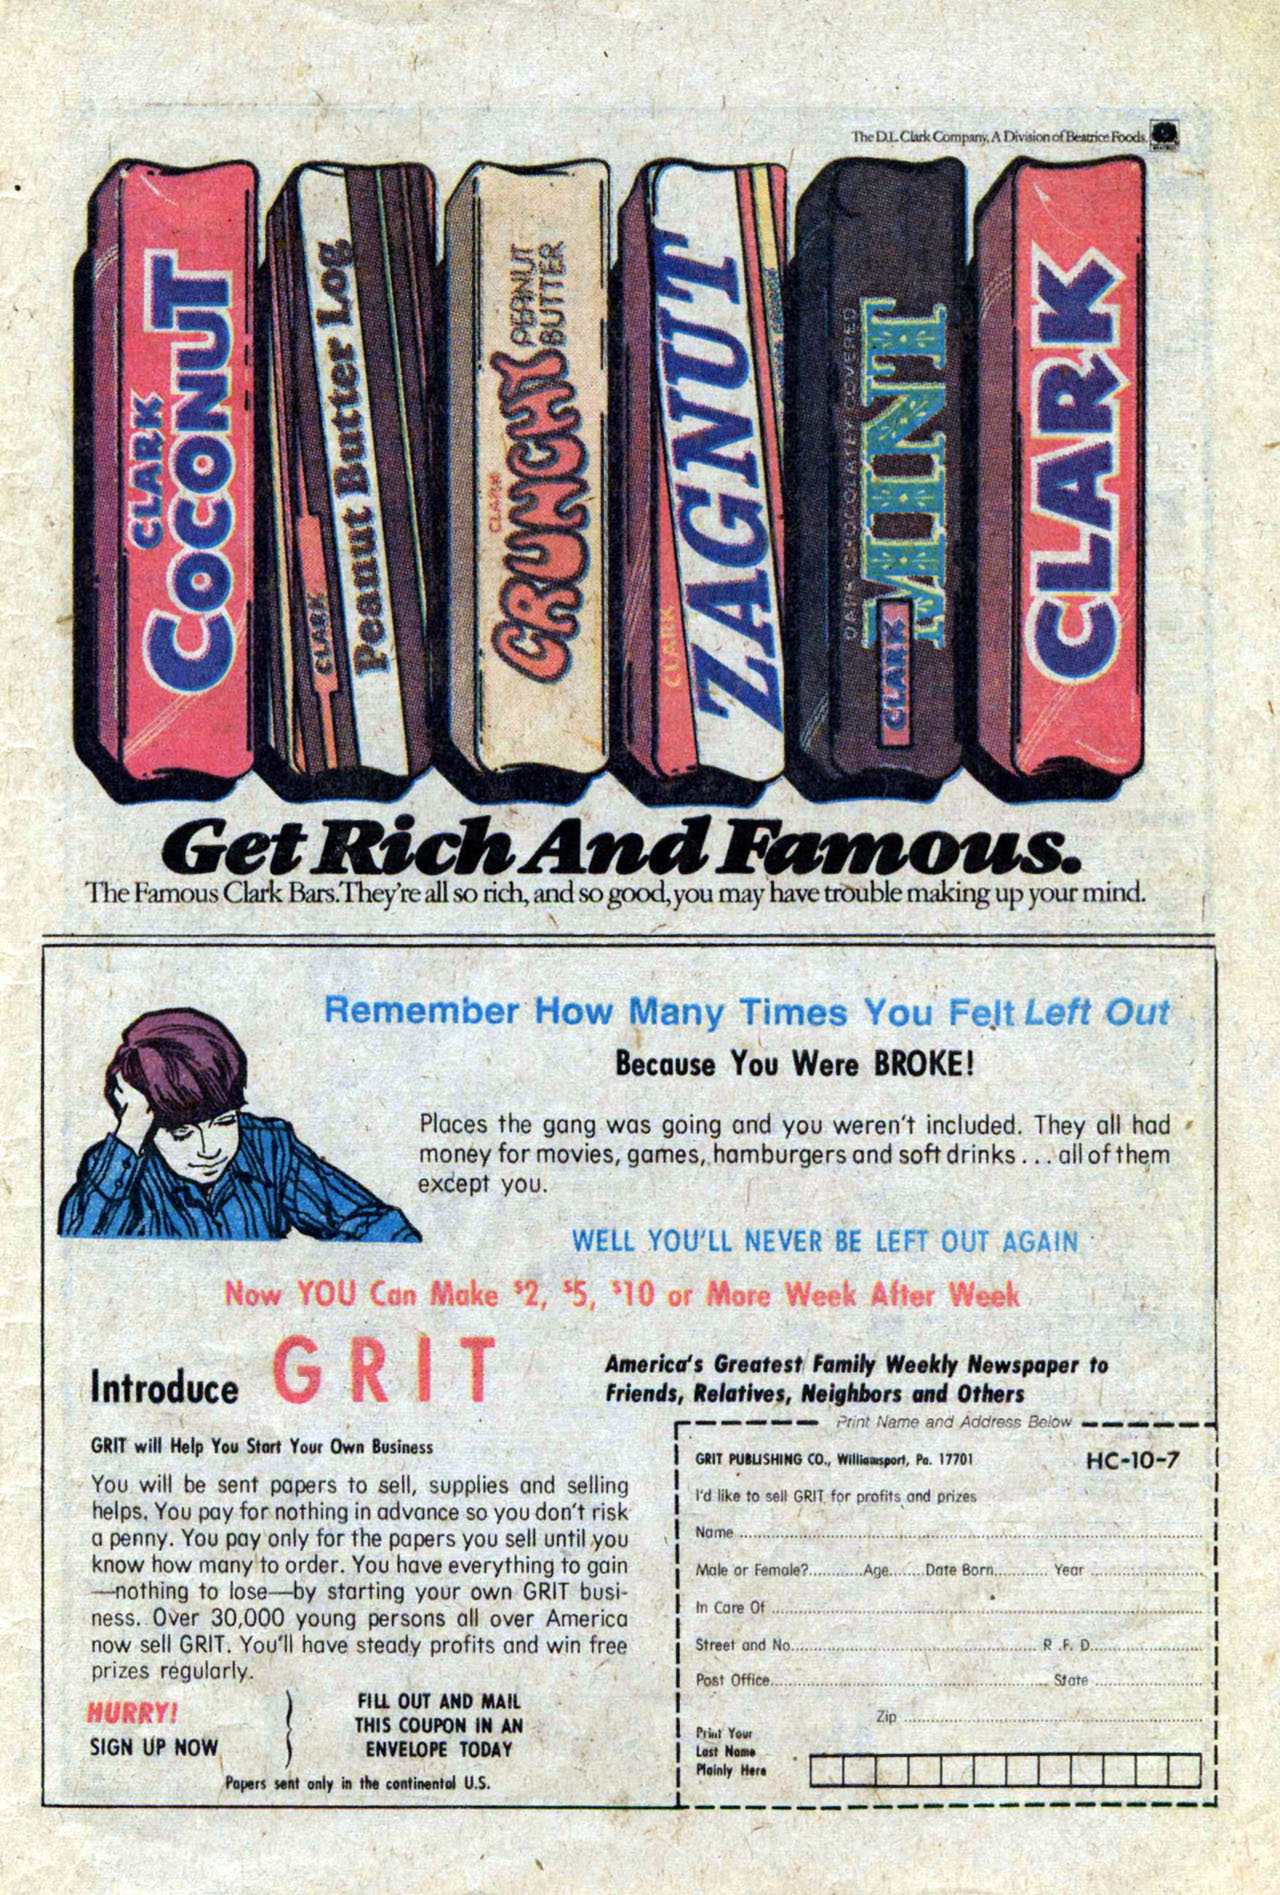 The D.L. Clark Company, A Division of Beatrice Foods.
CLARK
COCONUT
CLARK
Peanut Butter Log
CLARK
CRUNCHY
PEANUT
BUTTER
CLARK
ZAGNUT
DARK CHOCOLATEY COVERED
MINT
CLARK
CLARK
Get Rich And Famous.
The Famous Clark Bars. They're all so rich, and so good, you may have trouble making up your mind.
Remember How Many Times You Felt Left Out
Because You Were BROKE!
Places the gang was going and you weren't included. They all had
money for movies, games, hamburgers and soft drinks . . . all of them
except you.
WELL YOU'LL NEVER BE LEFT OUT AGAIN
Now YOU Can Make $2, $5, $10 or More Week After Week
Introduce GRIT
America's Greatest Family Weekly Newspaper to
Friends, Relatives, Neighbors and Others
GRIT will Help You Start Your Own Business
You will be sent papers to sell, supplies and selling
helps. You pay for nothing in advance so you don't risk
a penny. You pay only for the papers you sell until you
know how many to order. You have everything to gain
—nothing to lose—by starting your own GRIT busi-
ness. Over 30,000 young persons all over America
now sell GRIT. You'll have steady profits and win free
prizes regularly.
HURRY!
SIGN UP NOW
FILL OUT AND MAIL
THIS COUPON IN AN
ENVELOPE TODAY
Papers sent only in the continental U.S.
Print Name and Address Below
GRIT PUBLISHING CO., Williamsport, Pa. 17701 HC-10-7
I'd like to sell GRIT for profits and prizes
Name
Male or Female? Age Date Born Year
In Care Of
Street and No. R. F. D.
Post Office State
Zip
Print Your
Last Name
Plainly Here